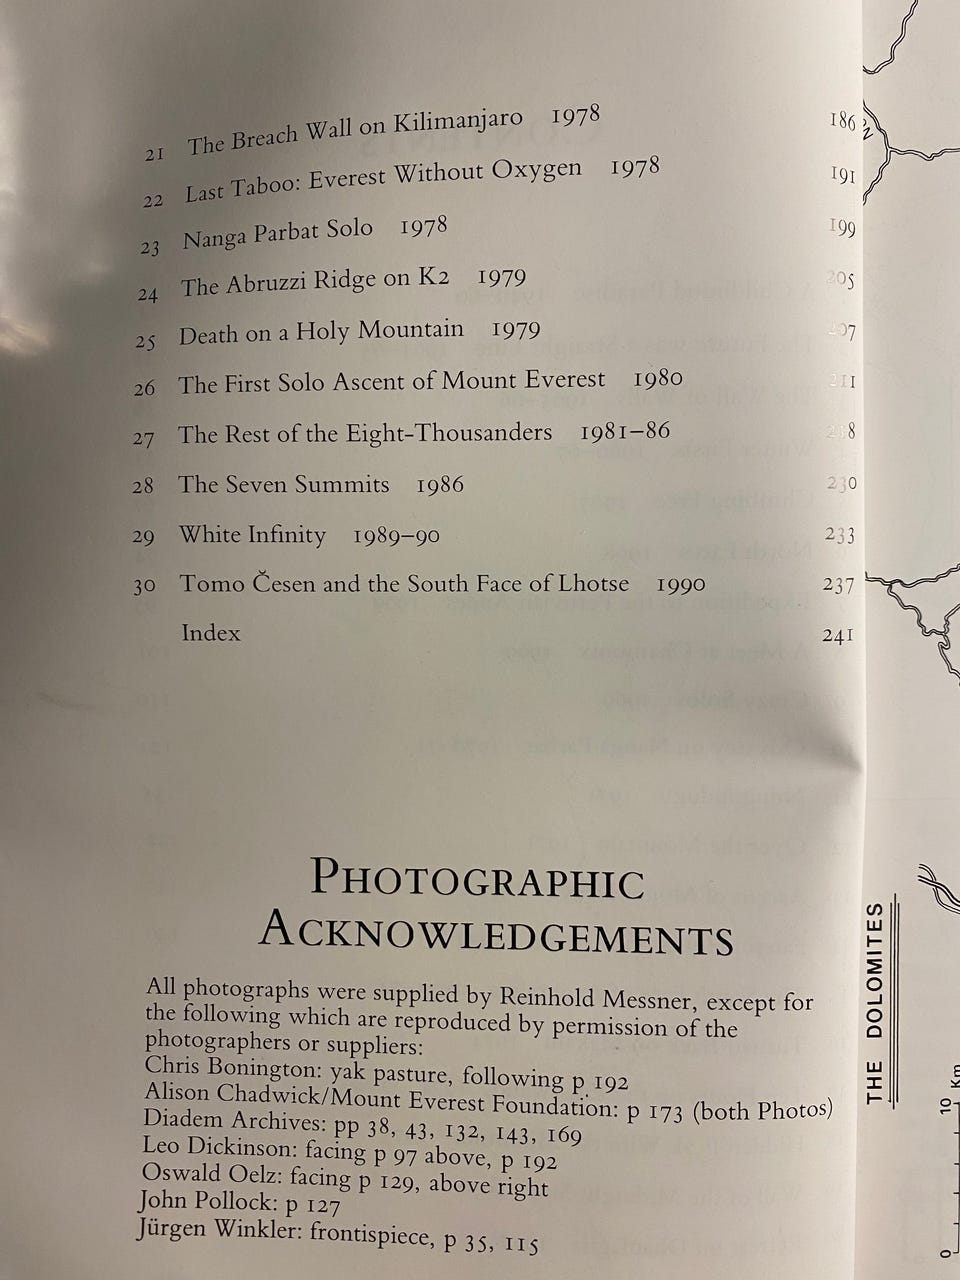 21 The Breach Wall on Kilimanjaro 1978 186
22 Last Taboo: Everest Without Oxygen 1978 191
23 Nanga Parbat Solo 1978 199
24 The Abruzzi Ridge on K2 1979 205
25 Death on a Holy Mountain 1979 207
26 The First Solo Ascent of Mount Everest 1980 211
27 The Rest of the Eight-Thousanders 1981–86 218
28 The Seven Summits 1986 230
29 White Infinity 1989–90 233
30 Tomo Česen and the South Face of Lhotse 1990 237
Index 241
PHOTOGRAPHIC
ACKNOWLEDGEMENTS
All photographs were supplied by Reinhold Messner, except for
the following which are reproduced by permission of the
photographers or suppliers:
Chris Bonington: yak pasture, following p 192
Alison Chadwick/Mount Everest Foundation: p 173 (both Photos)
Diadem Archives: pp 38, 43, 132, 143, 169
Leo Dickinson: facing p 97 above, p 192
Oswald Oelz: facing p 129, above right
John Pollock: p 127
Jürgen Winkler: frontispiece, p 35, 115
THE DOLOMITES
0 10 Km